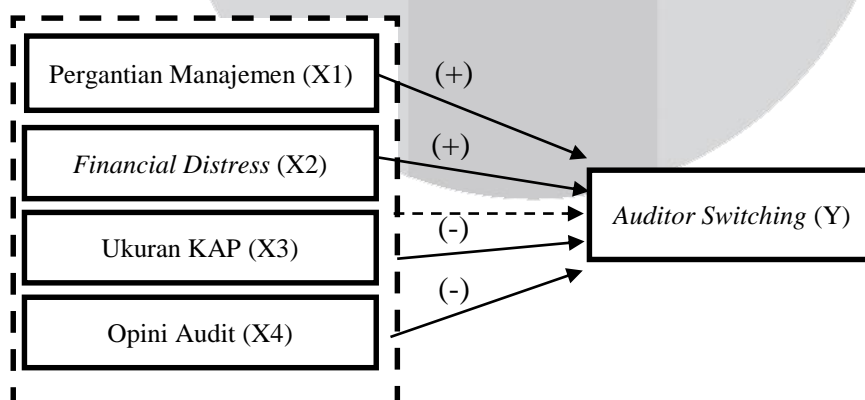 Pergantian Manajemen (X1)
(+)
Financial Distress (X2)
(+)
Auditor Switching (Y)
Ukuran KAP (X3)
(-)
Opini Audit (X4)
(-)